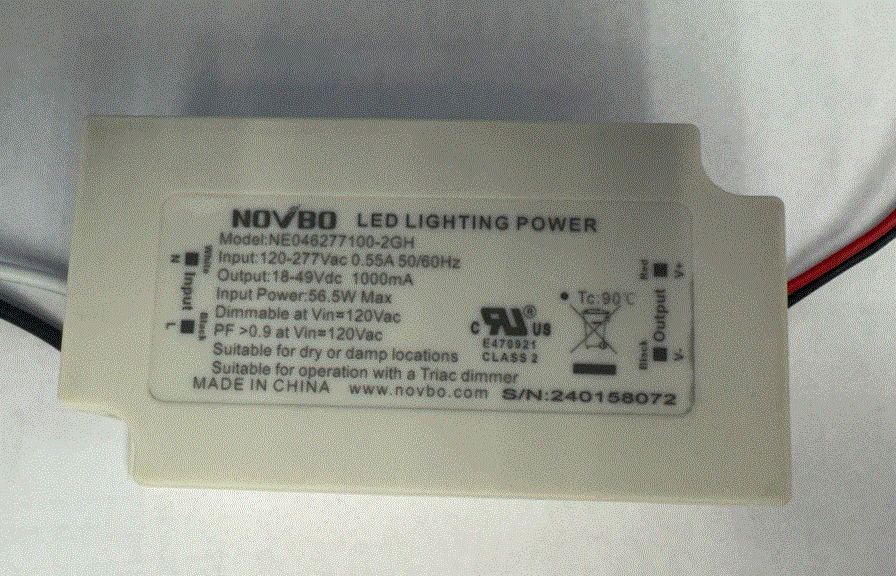 NOVBO LED LIGHTING POWER
Model:NE046277100-2GH
Input:120-277Vac 0.55A 50/60Hz
Output:18-49Vdc 1000mA
Input Power:56.5W Max
Dimmable at Vin=120Vac
PF >0.9 at Vin=120Vac
Suitable for dry or damp locations
Suitable for operation with a Triac dimmer
MADE IN CHINA www.novbo.com S/N:240158072
White
N
Input
L
Black
c RU ® US
E470921
CLASS 2
• Tc:90℃
Red
V+
Output
Black
V-